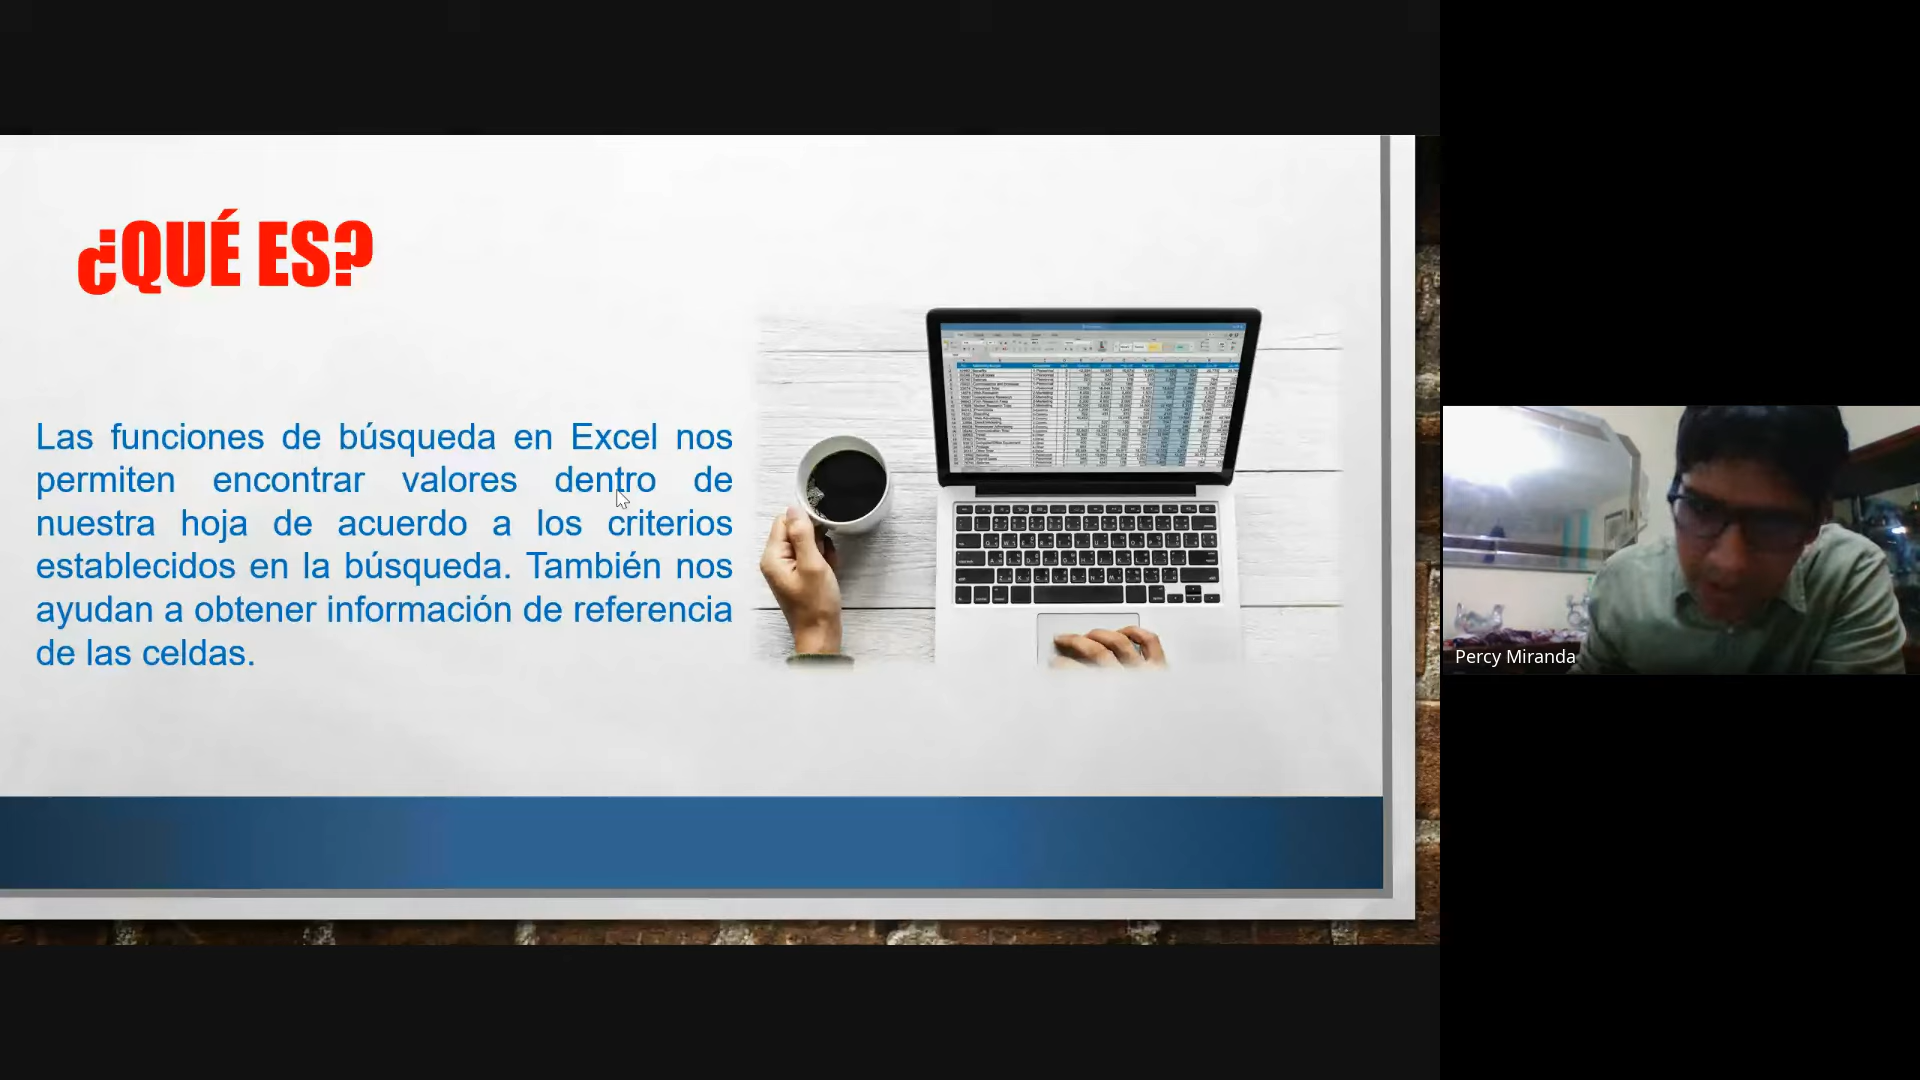 ¿QUÉ ES?
Las funciones de búsqueda en Excel nos
permiten encontrar valores dentro de
nuestra hoja de acuerdo a los criterios
establecidos en la búsqueda. También nos
ayudan a obtener información de referencia
de las celdas.
Percy Miranda